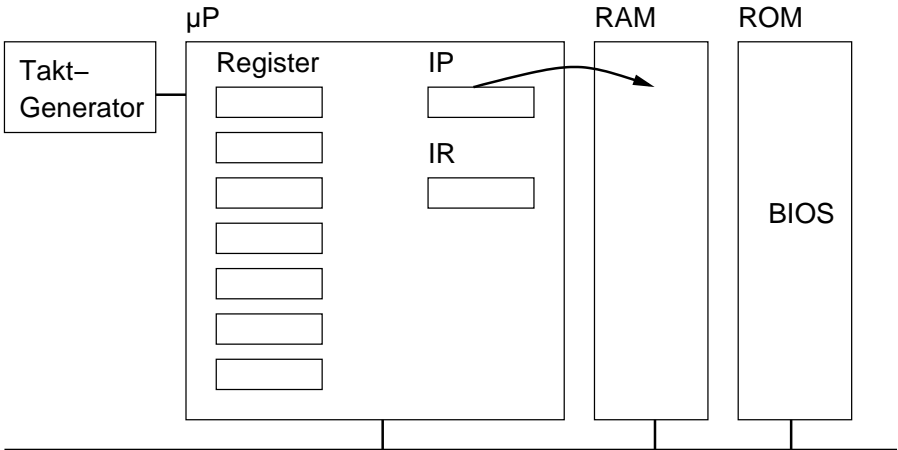 µP
RAM
ROM
Takt–
Generator
Register
IP
IR
BIOS